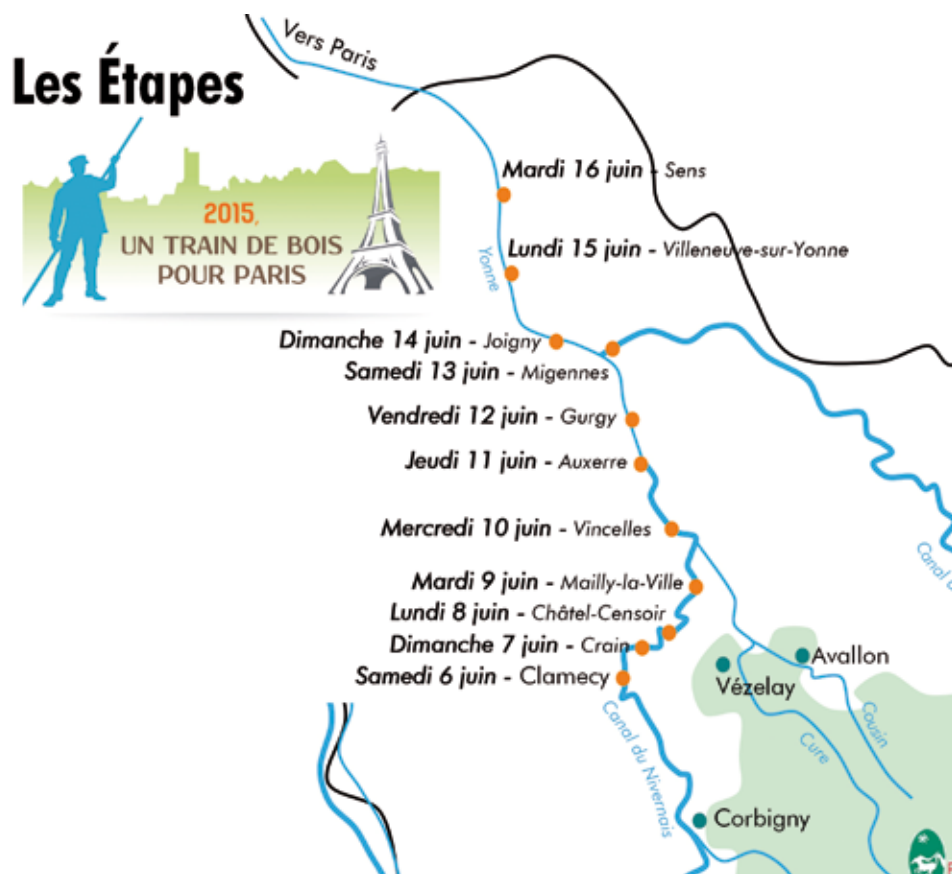 Vers Paris
Les Étapes
2015,
UN TRAIN DE BOIS
POUR PARIS
Mardi 16 juin - Sens
Lundi 15 juin - Villeneuve-sur-Yonne
Yonne
Dimanche 14 juin - Joigny
Samedi 13 juin - Migennes
Vendredi 12 juin - Gurgy
Jeudi 11 juin - Auxerre
Mercredi 10 juin - Vincelles
Canal d
Mardi 9 juin - Mailly-la-Ville
Lundi 8 juin - Châtel-Censoir
Dimanche 7 juin - Crain
Samedi 6 juin - Clamecy
Avallon
Vézelay
Cousin
Cure
Canal du Nivernais
Corbigny